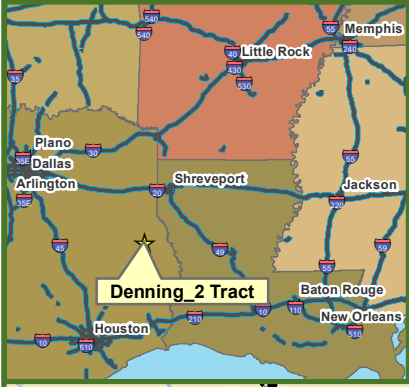 540
55
Memphis
540
40
Little Rock
240
430
35
530
Plano
30
55
35E
Dallas
Shreveport
Arlington
20
Jackson
35E
220
45
49
59
55
Denning_2 Tract
Baton Rouge
10
110
210
New Orleans
Houston
510
10
610
10